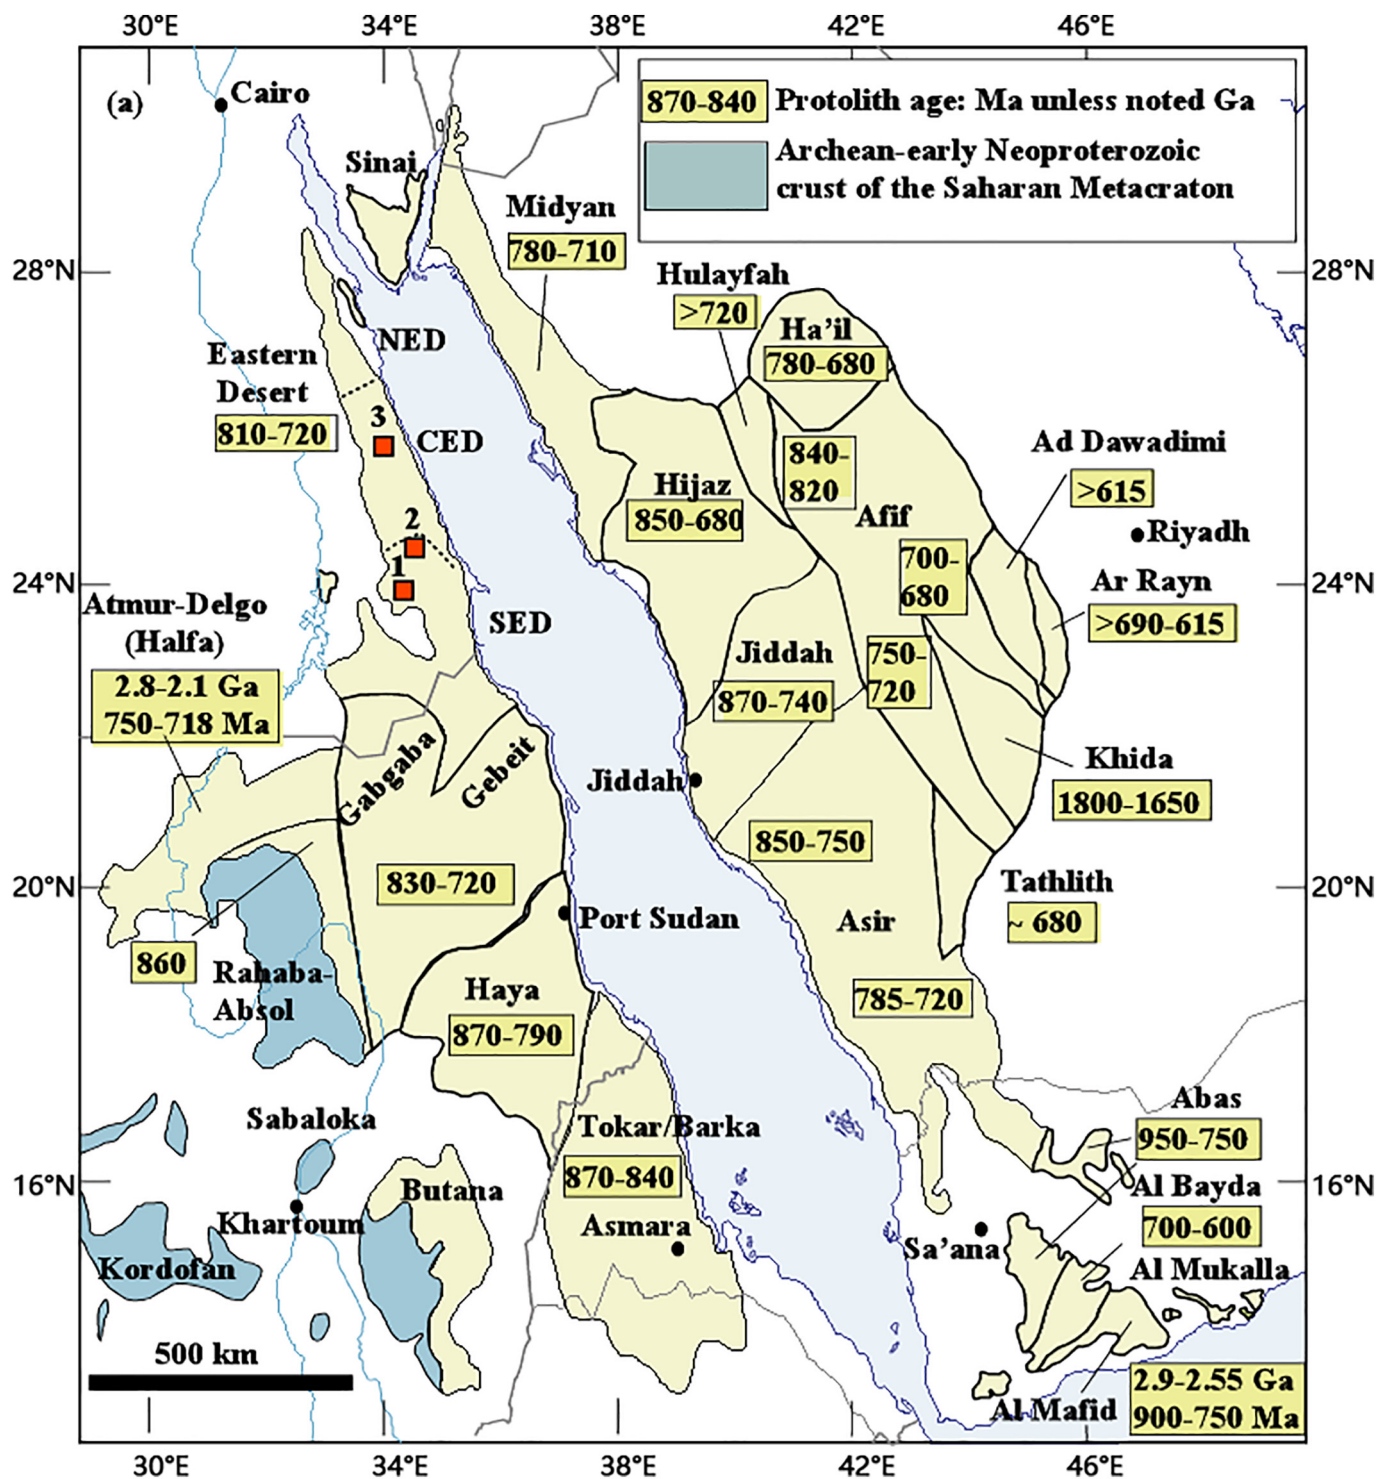 30°E 34°E 38°E 42°E 46°E
(a)
Cairo
870-840 Protolith age: Ma unless noted Ga
Archean-early Neoproterozoic
crust of the Saharan Metacraton
Sinai
Midyan
780-710
28°N
28°N
Hulayfah
>720
Ha’il
780-680
NED
Eastern
Desert
810-720
3
CED
840-
820
Ad Dawadimi
>615
Hijaz
850-680
Afif
Riyadh
2
1
700-
680
24°N
24°N
Ar Rayn
>690-615
Atmur-Delgo
(Halfa)
2.8-2.1 Ga
750-718 Ma
SED
Jiddah
870-740
750-
720
Gabgaba
Gebeit
Jiddah
Khida
1800-1650
850-750
830-720
20°N
20°N
Tathlith
~ 680
Port Sudan
Asir
860
Rahaba-
Absol
Haya
870-790
785-720
Sabaloka
Tokar/Barka
870-840
Abas
950-750
16°N
16°N
Butana
Al Bayda
700-600
Khartoum
Asmara
Sa’ana
Kordofan
Al Mukalla
500 km
2.9-2.55 Ga
900-750 Ma
Al Mafid
30°E 34°E 38°E 42°E 46°E